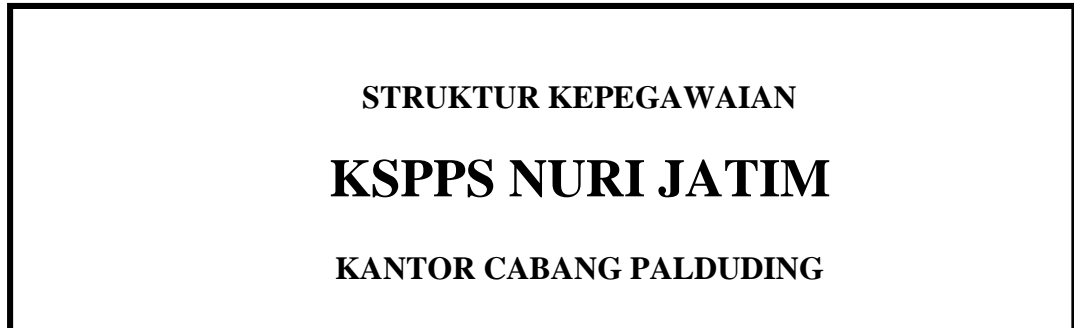 STRUKTUR KEPEGAWAIAN
KSPPS NURI JATIM
KANTOR CABANG PALDUDING